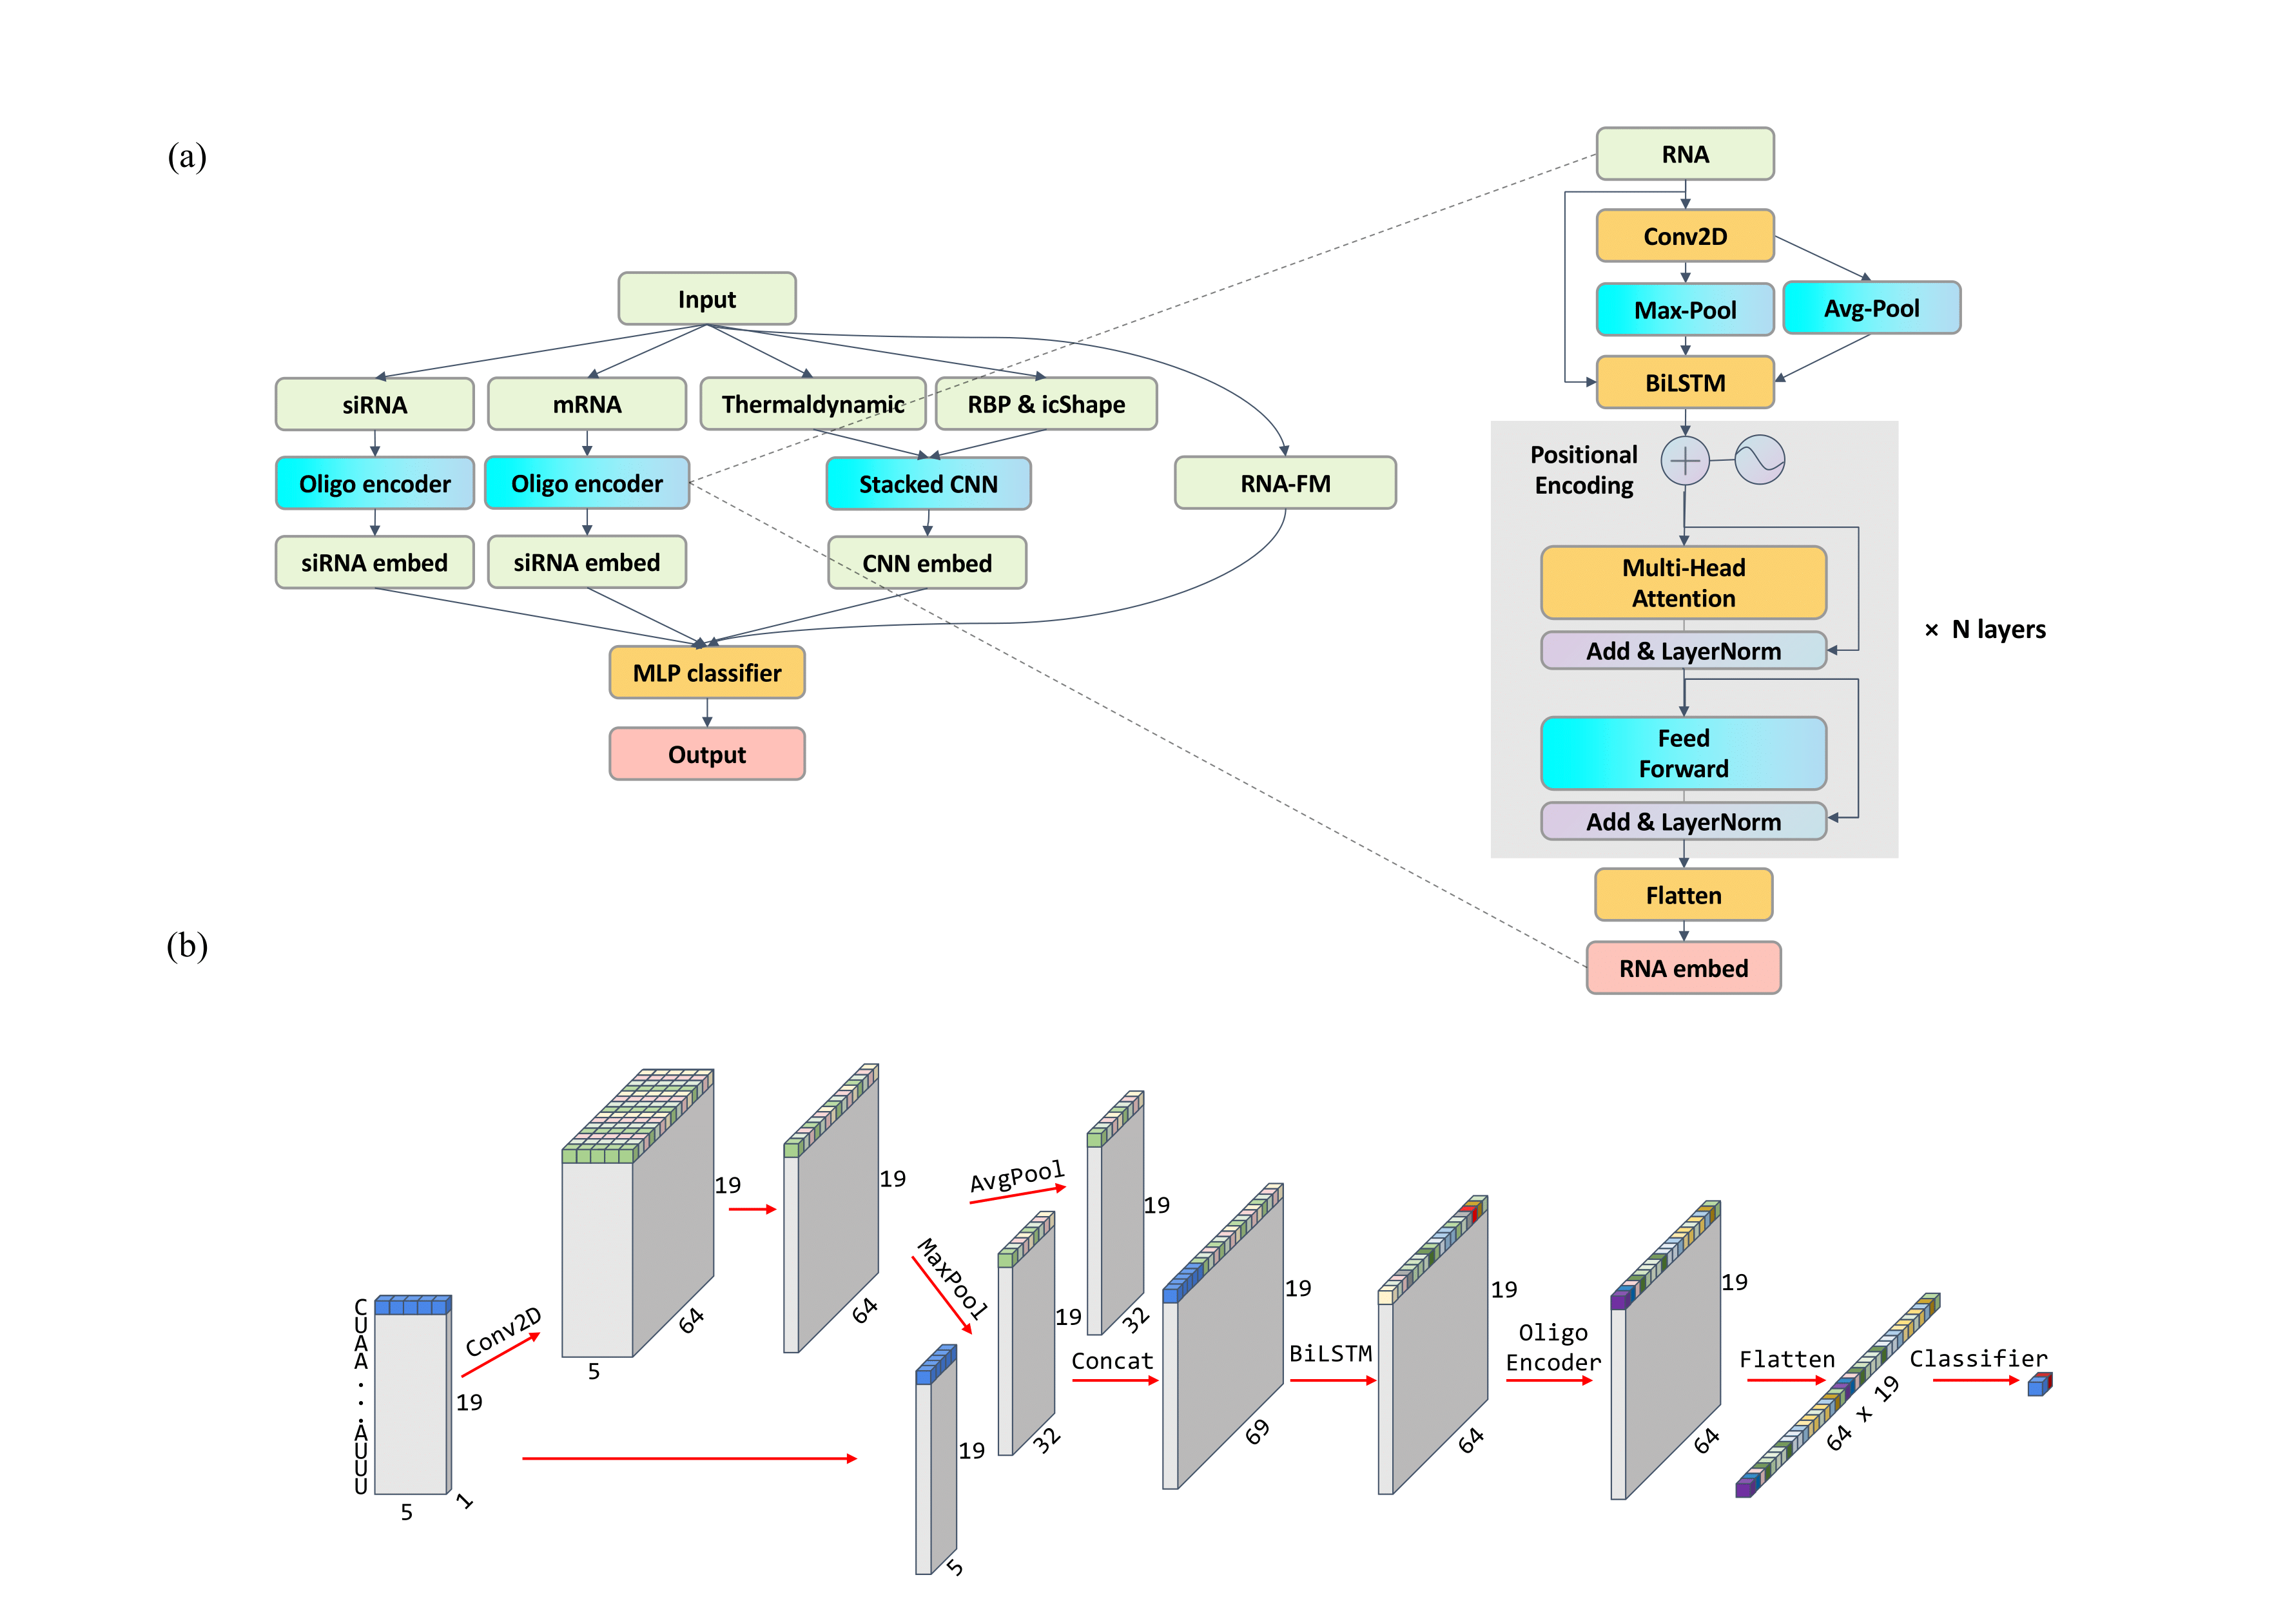 (a)
Input
siRNA
mRNA
Thermaldynamic
RBP & icShape
Oligo encoder
Oligo encoder
Stacked CNN
RNA-FM
siRNA embed
siRNA embed
CNN embed
MLP classifier
Output
RNA
Conv2D
Max-Pool
Avg-Pool
BiLSTM
Positional
Encoding
Multi-Head
Attention
Add & LayerNorm
× N layers
Feed
Forward
Add & LayerNorm
Flatten
RNA embed
(b)
C
U
A
A
.
.
.
A
U
U
U
5
1
19
Conv2D
5
64
19
64
19
AvgPool
MaxPool
19
32
19
32
19
5
Concat
19
69
BiLSTM
19
64
Oligo
Encoder
19
64
Flatten
64 x 19
Classifier